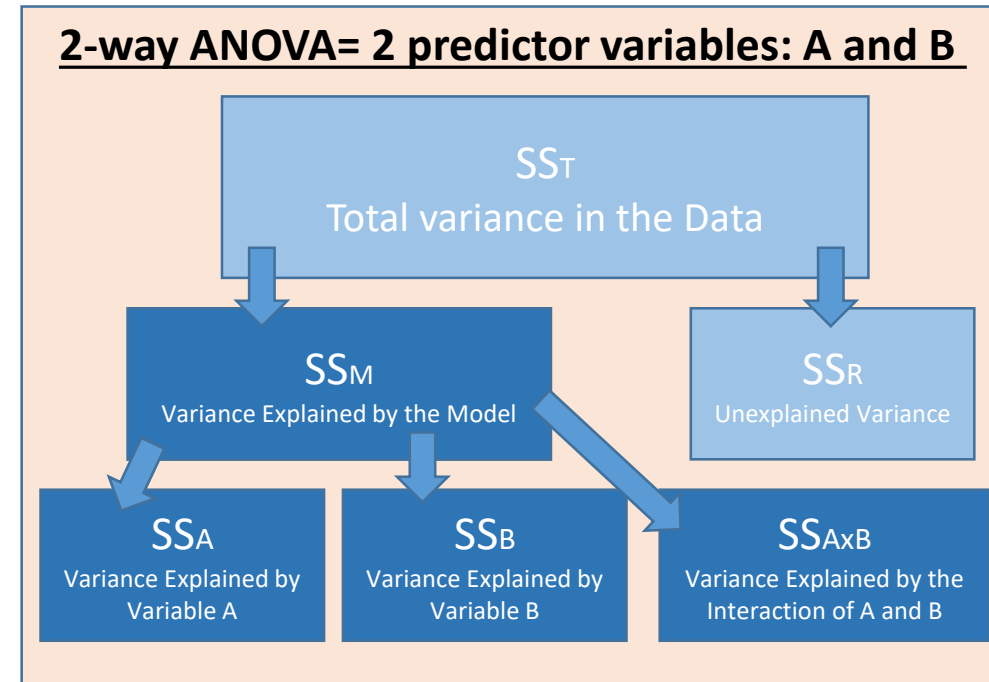 2-way ANOVA= 2 predictor variables: A and B
SST
Total variance in the Data
SSM
Variance Explained by the Model
SSR
Unexplained Variance
SSA
Variance Explained by
Variable A
SSB
Variance Explained by
Variable B
SSAxB
Variance Explained by the
Interaction of A and B